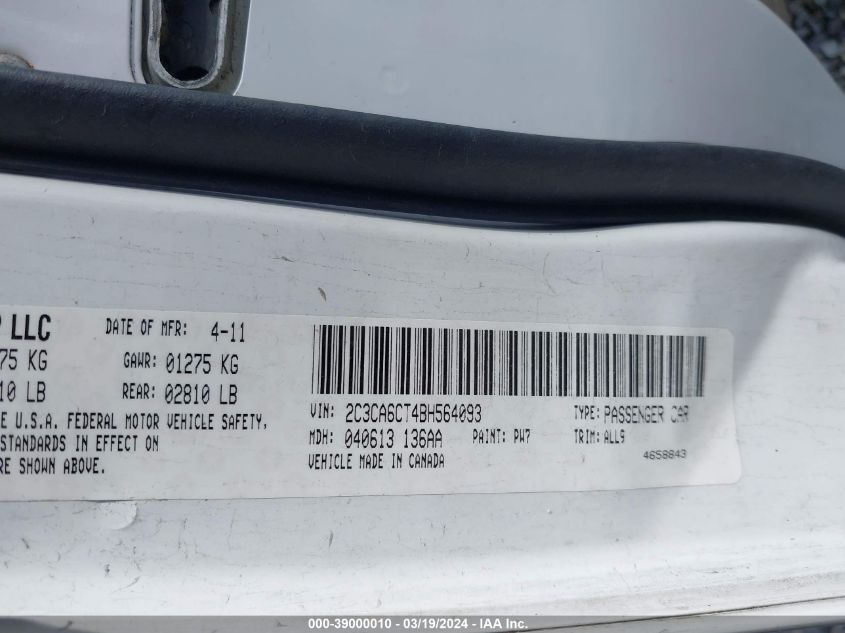 LLC DATE OF MFR: 4-11
75 KG GAWR: 01275 KG
10 LB REAR: 02810 LB
E U.S.A. FEDERAL MOTOR VEHICLE SAFETY,
STANDARDS IN EFFECT ON
RE SHOWN ABOVE.
VIN: 2C3CA6CT4BH564093 TYPE: PASSENGER CAR
MDH: 040613 136AA PAINT: PW7 TRIM: ALL9
VEHICLE MADE IN CANADA 4658843
000-39000010 - 03/19/2024 - IAA Inc.